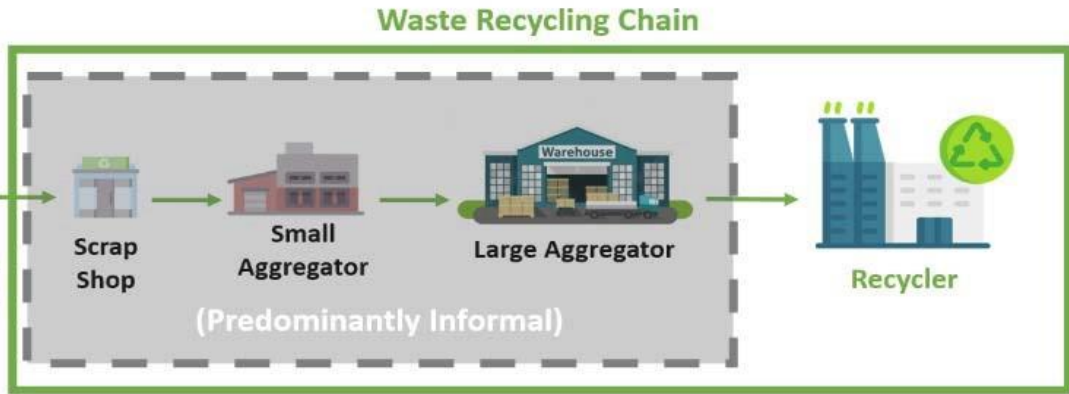 Waste Recycling Chain
Warehouse
Scrap
Shop
Small
Aggregator
Large Aggregator
Recycler
(Predominantly Informal)